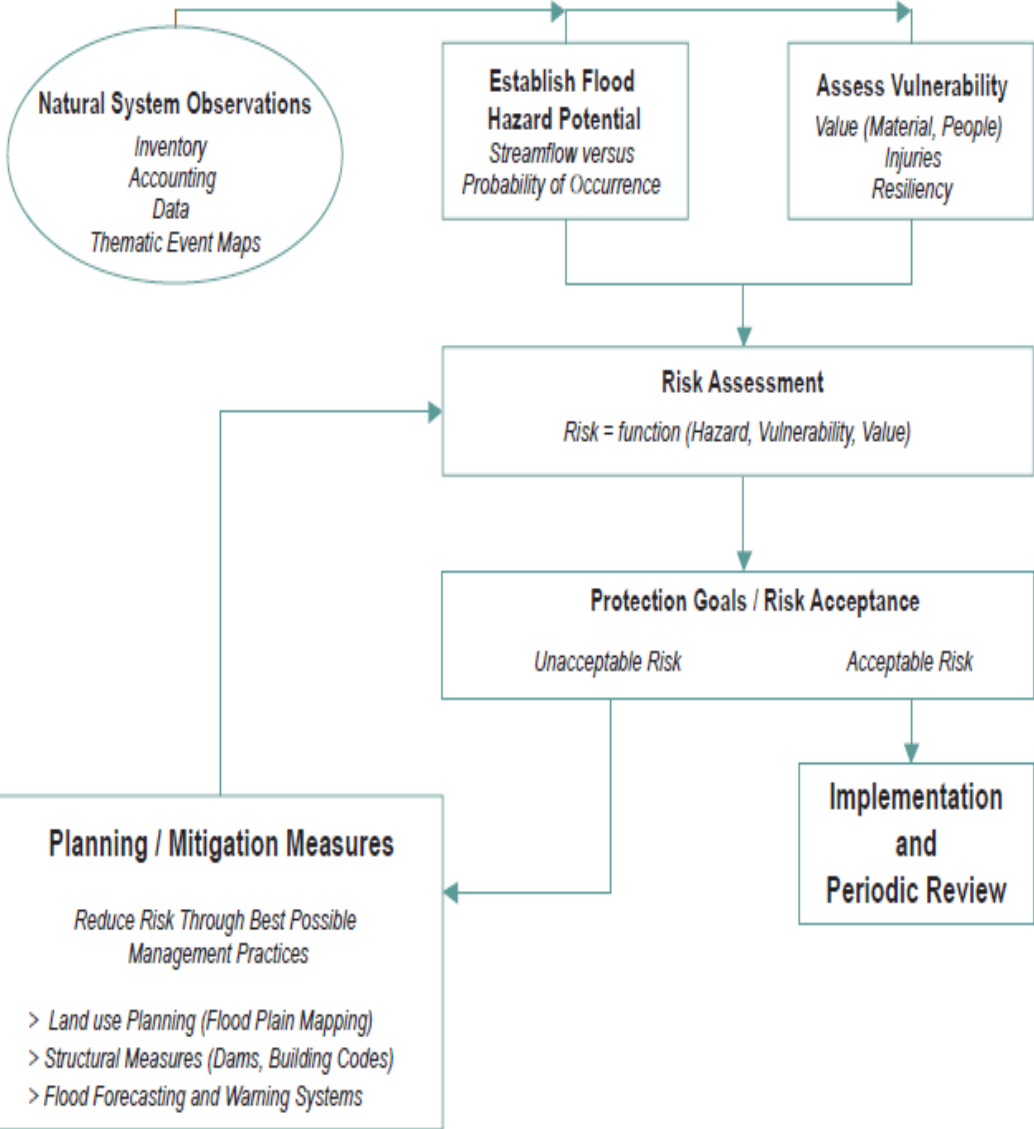 Natural System Observations
Inventory
Accounting
Data
Thematic Event Maps
Establish Flood
Hazard Potential
Streamflow versus
Probability of Occurrence
Assess Vulnerability
Value (Material, People)
Injuries
Resiliency
Risk Assessment
Risk = function (Hazard, Vulnerability, Value)
Protection Goals / Risk Acceptance
Unacceptable Risk
Acceptable Risk
Implementation
and
Periodic Review
Planning / Mitigation Measures
Reduce Risk Through Best Possible
Management Practices
> Land use Planning (Flood Plain Mapping)
> Structural Measures (Dams, Building Codes)
> Flood Forecasting and Warning Systems